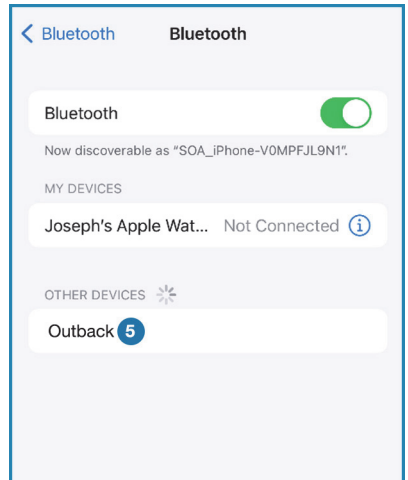 Bluetooth Bluetooth
Bluetooth
Now discoverable as "SOA_iPhone-V0MPFJL9N1".
MY DEVICES
Joseph's Apple Wat... Not Connected i
OTHER DEVICES
Outback 5